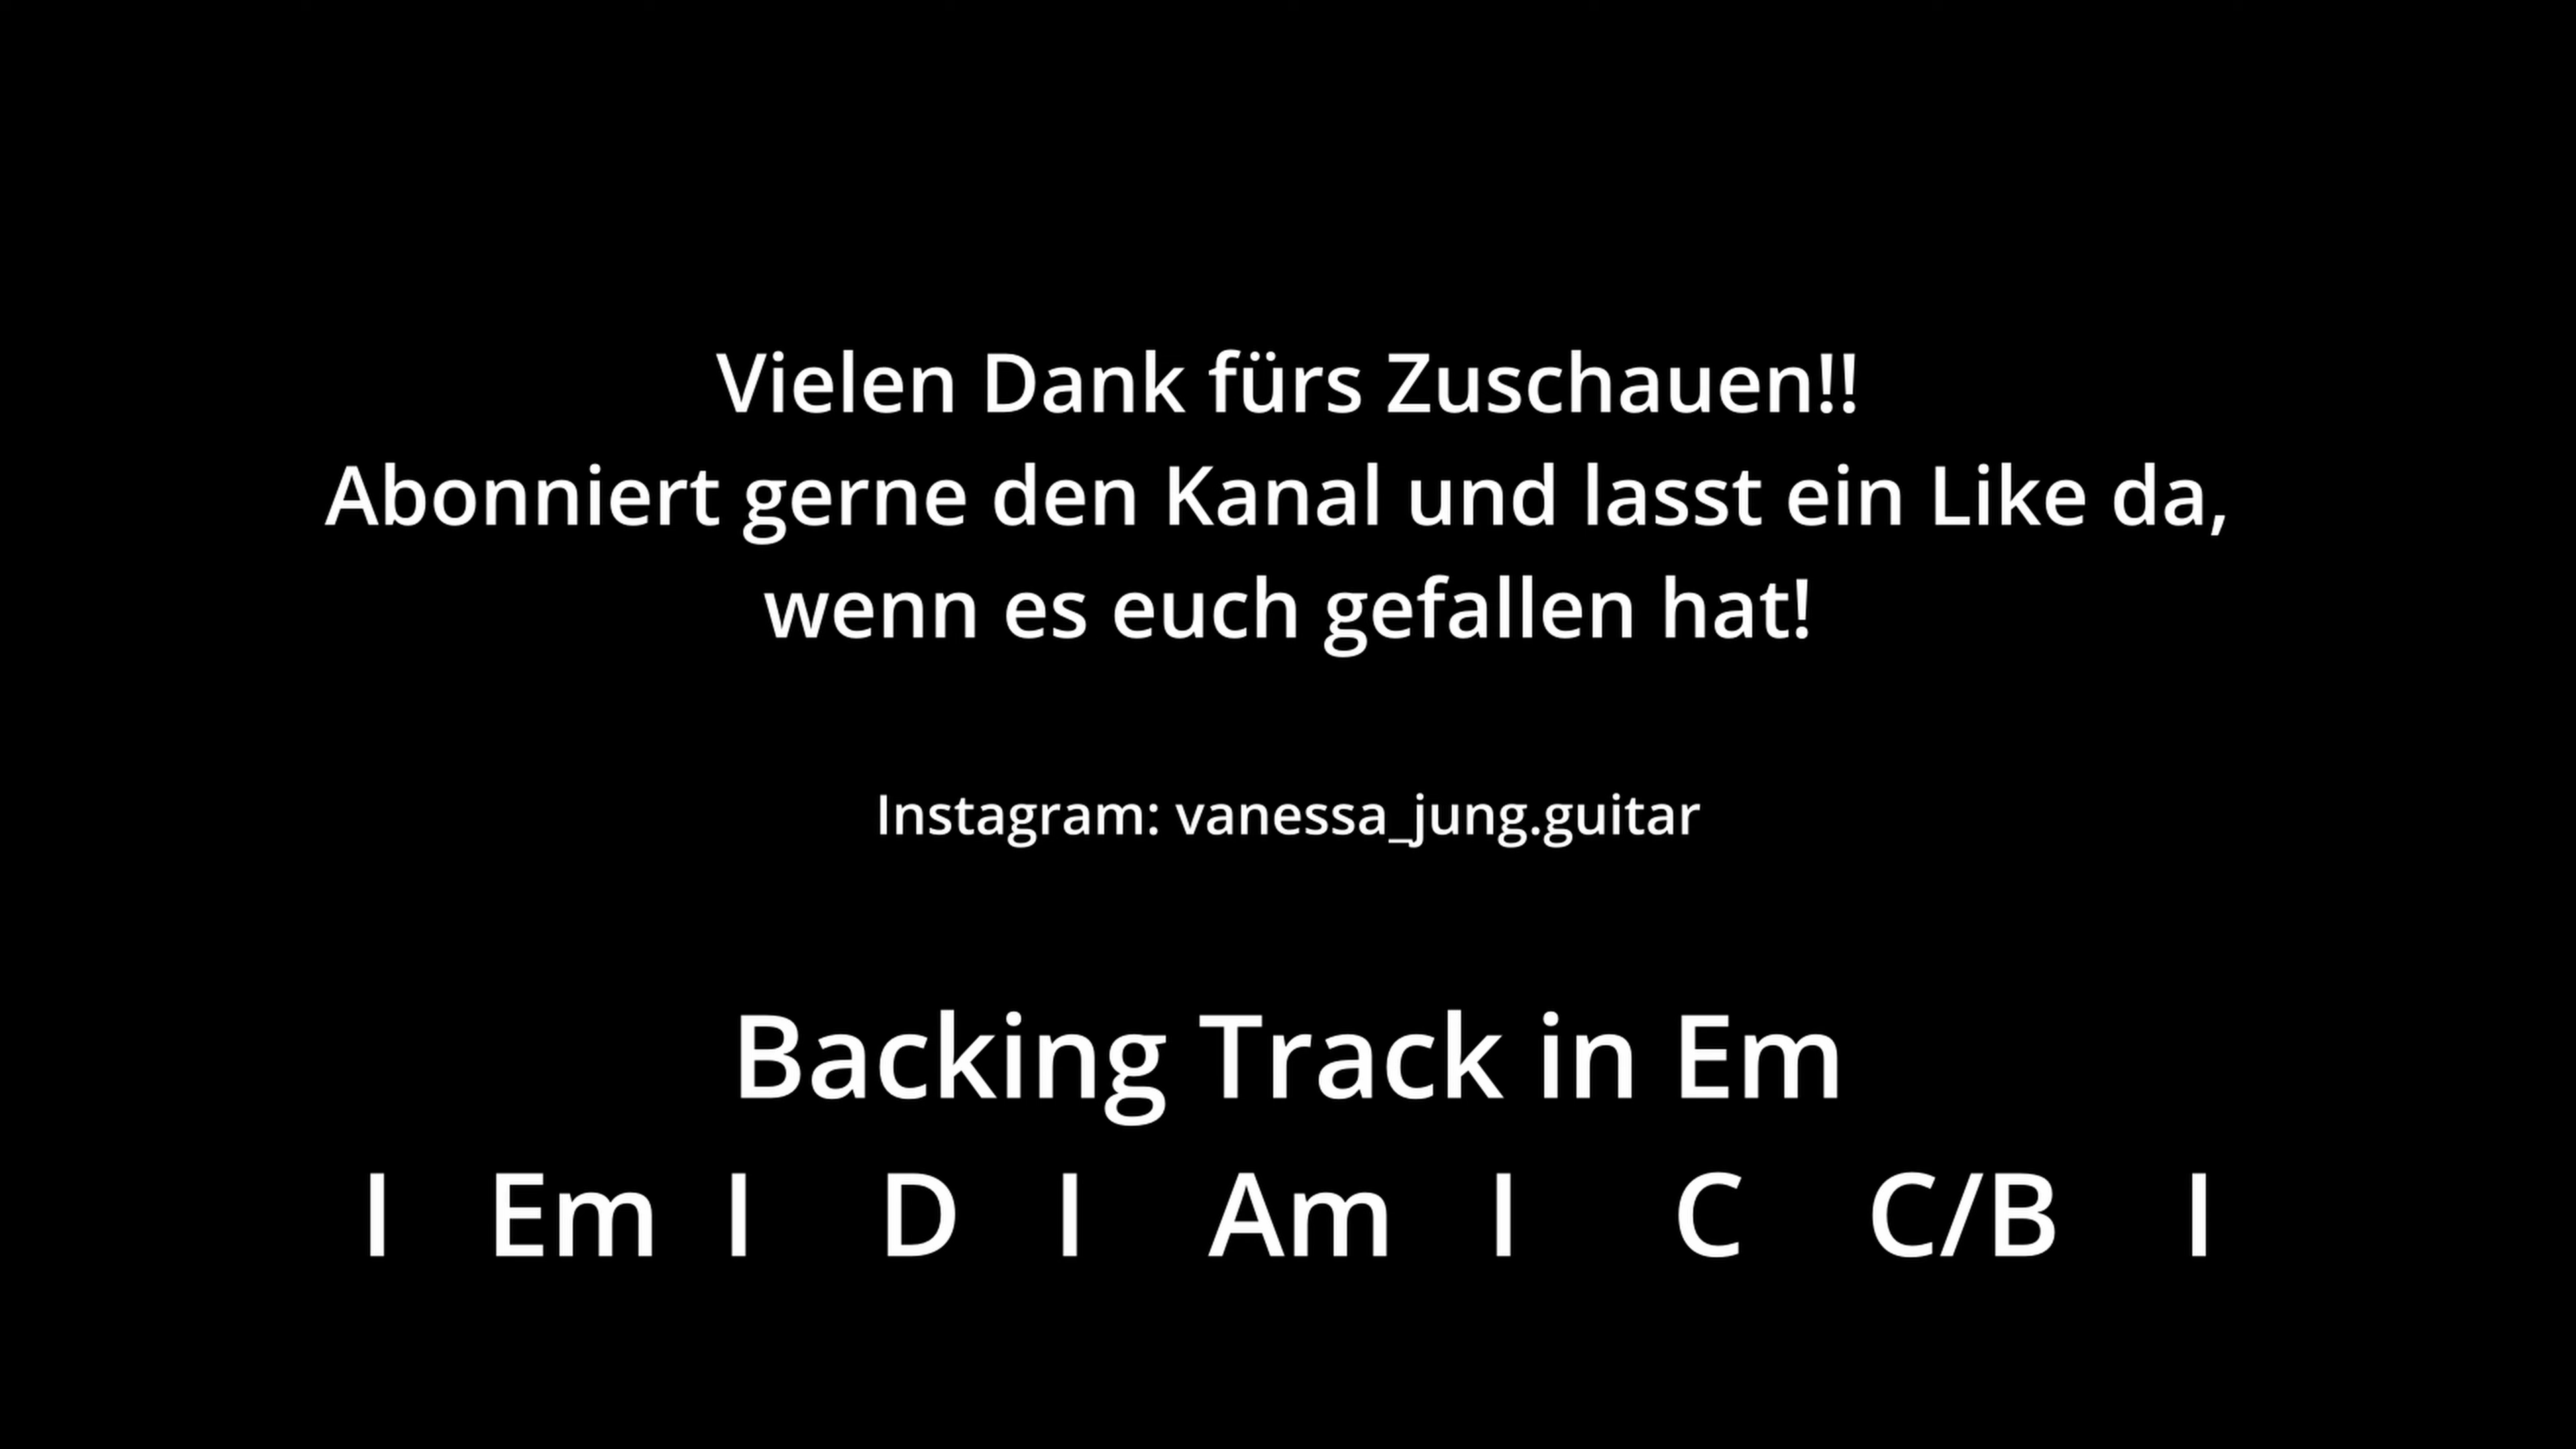 Vielen Dank fürs Zuschauen!!
Abonniert gerne den Kanal und lasst ein Like da,
wenn es euch gefallen hat!
Instagram: vanessa_jung.guitar
Backing Track in Em
I Em I D I Am I C C/B I